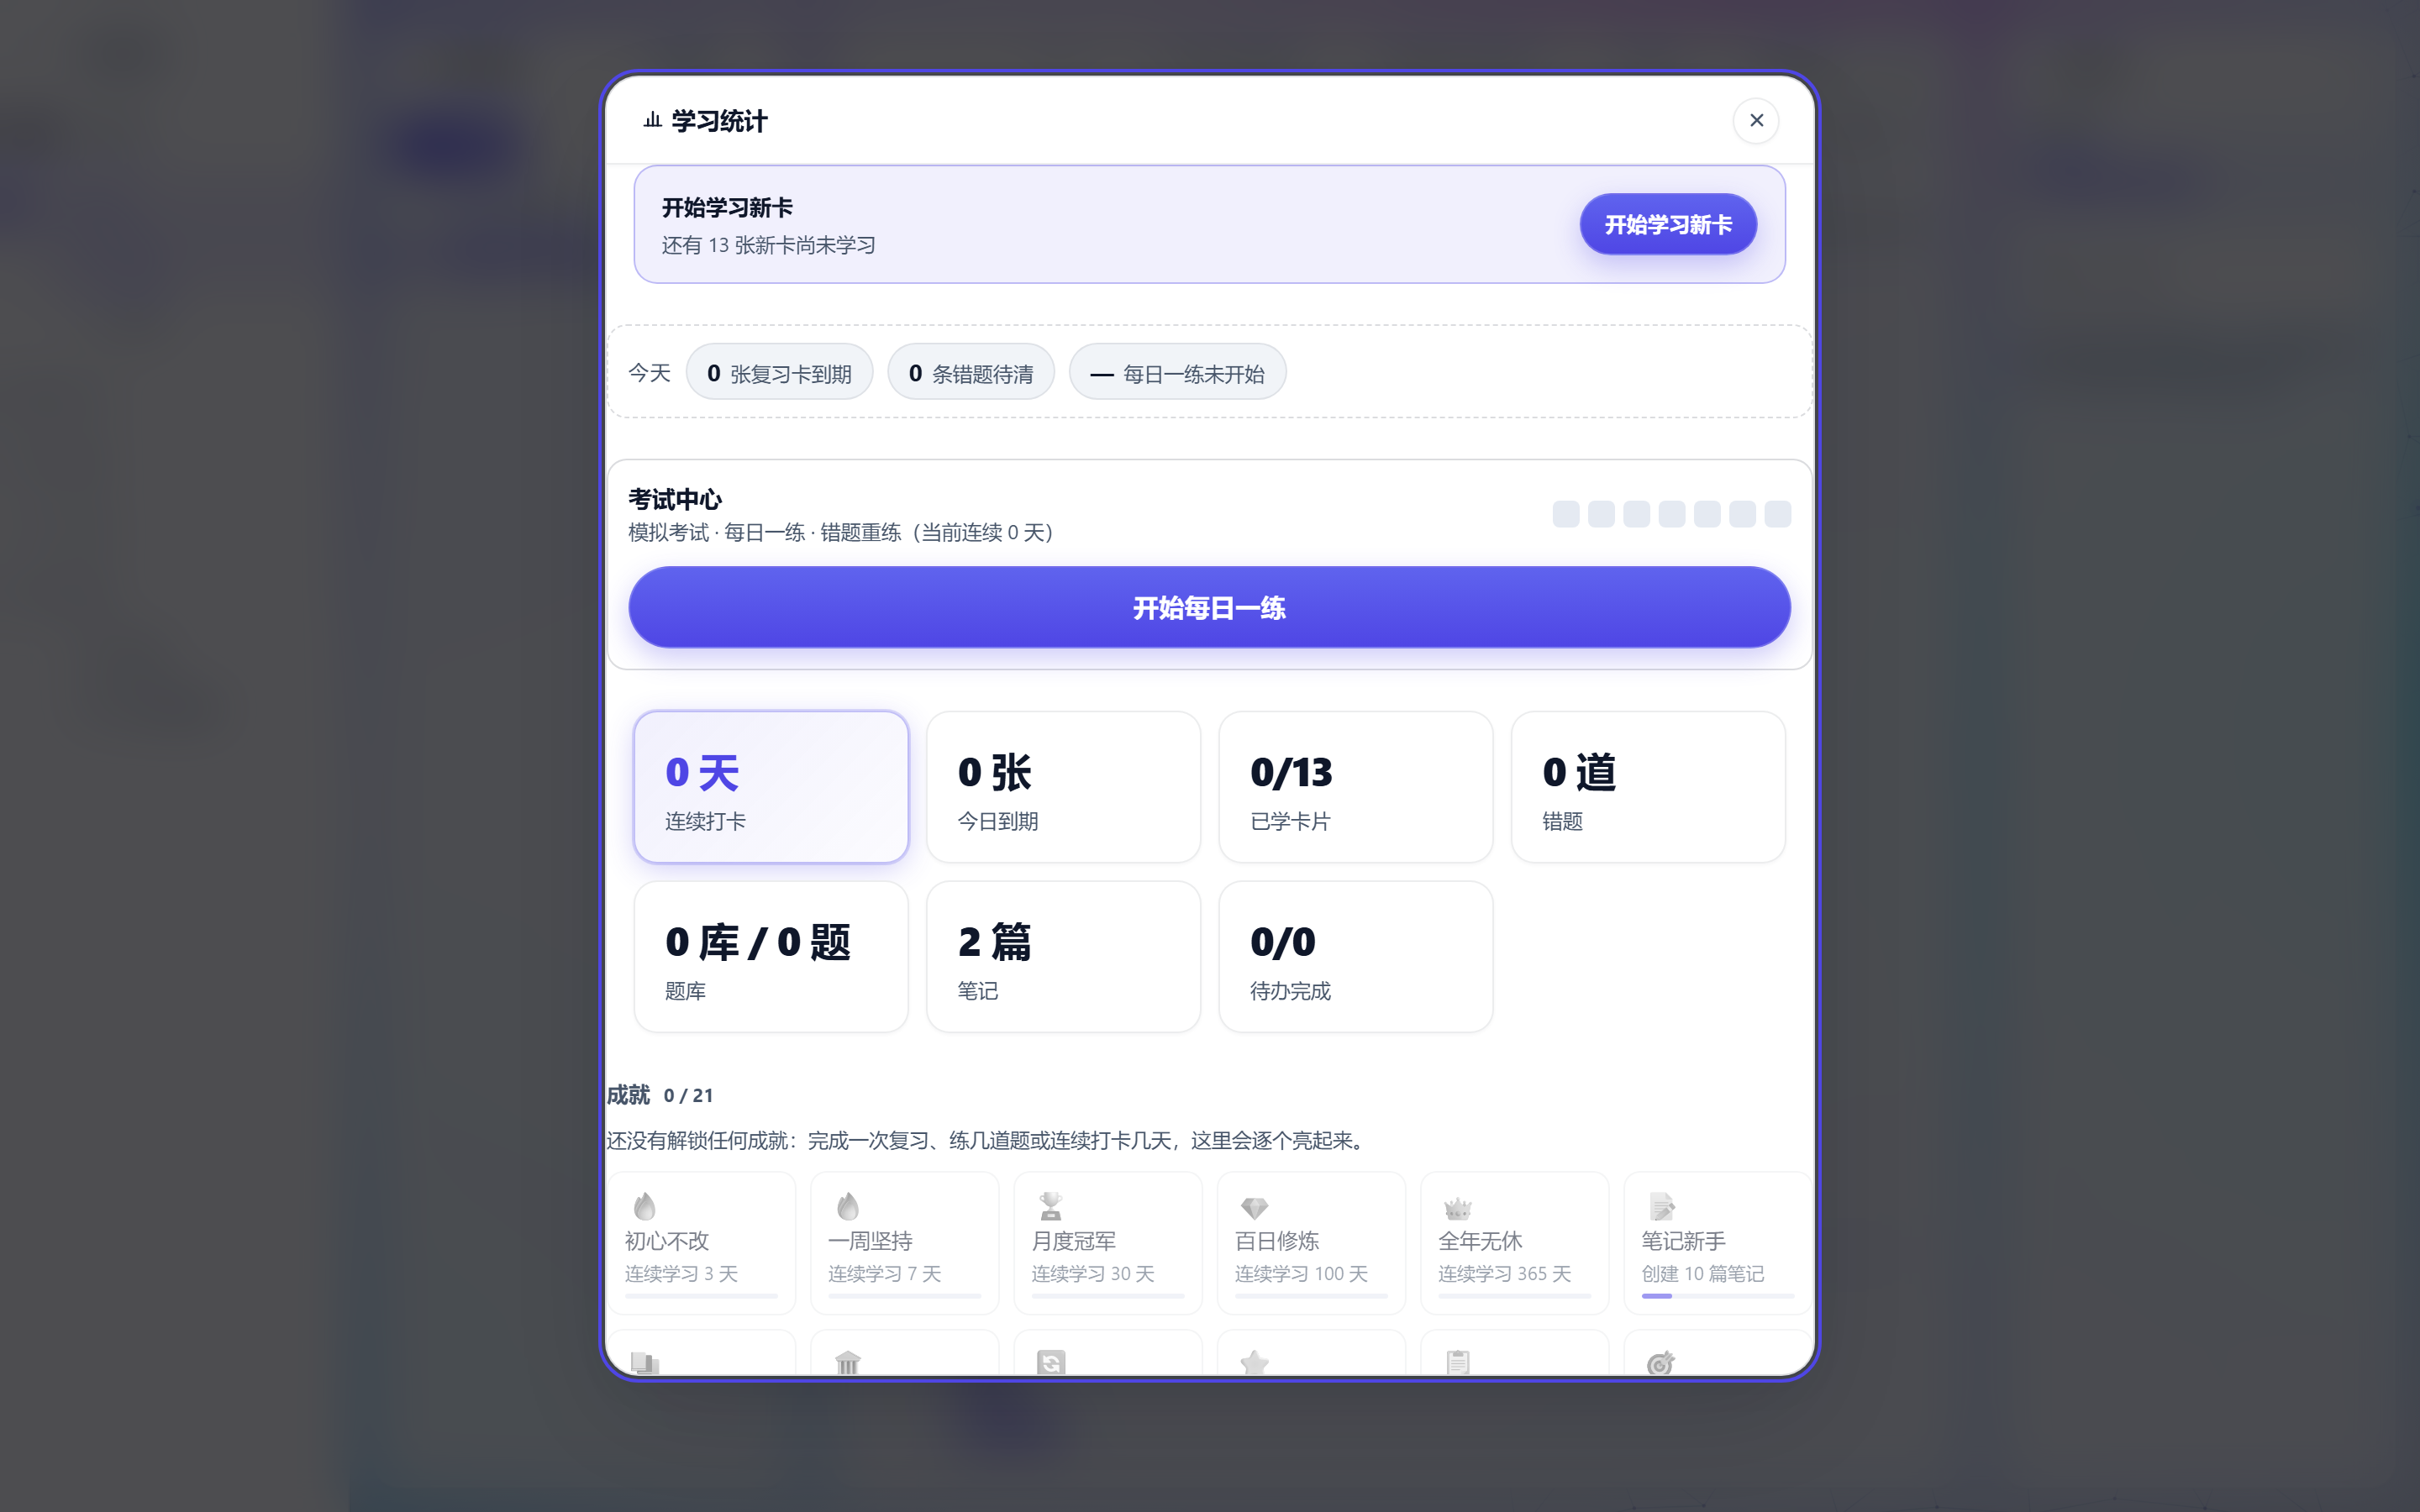 学习统计
开始学习新卡
还有 13 张新卡尚未学习
开始学习新卡
今天 0 张复习卡到期 0 条错题待清 — 每日一练未开始
考试中心
模拟考试 · 每日一练 · 错题重练（当前连续 0 天）
开始每日一练
0 天
连续打卡
0 张
今日到期
0/13
已学卡片
0 道
错题
0 库 / 0 题
题库
2 篇
笔记
0/0
待办完成
成就 0 / 21
还没有解锁任何成就：完成一次复习、练几道题或连续打卡几天，这里会逐个亮起来。
初心不改
连续学习 3 天
一周坚持
连续学习 7 天
月度冠军
连续学习 30 天
百日修炼
连续学习 100 天
全年无休
连续学习 365 天
笔记新手
创建 10 篇笔记